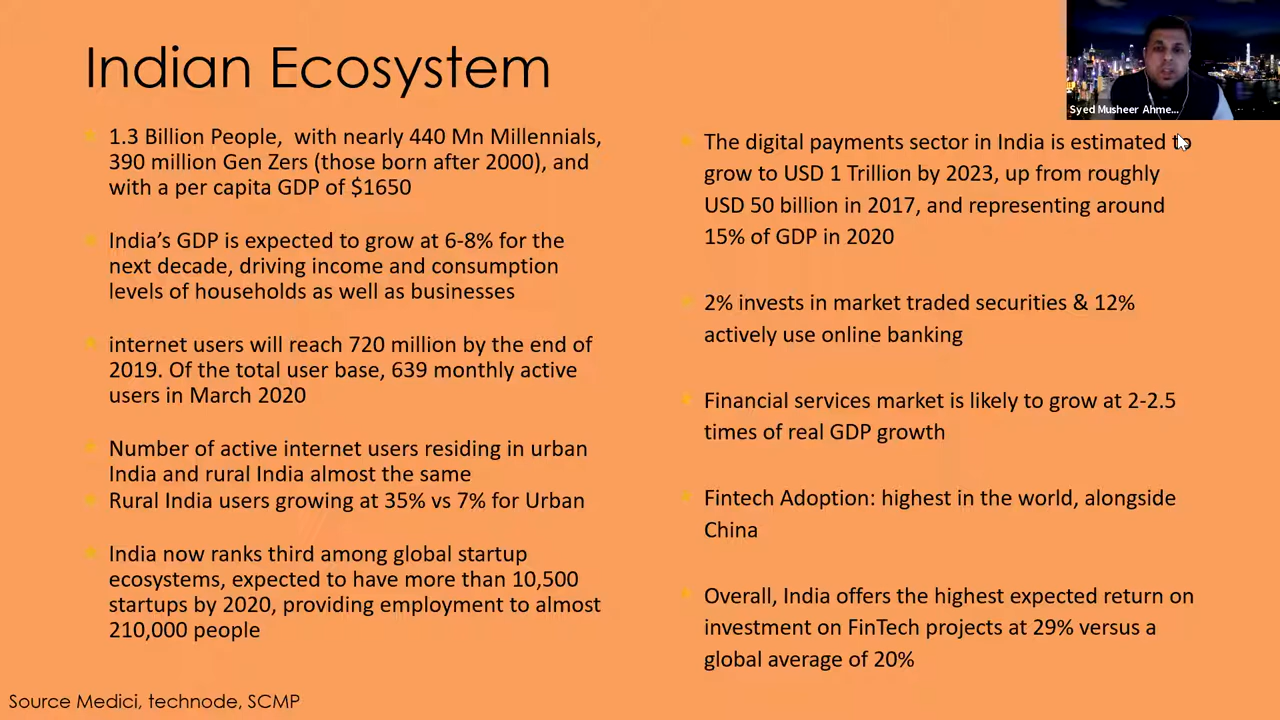 Indian Ecosystem
Syed Musheer Ahme...
1.3 Billion People, with nearly 440 Mn Millennials,
390 million Gen Zers (those born after 2000), and
with a per capita GDP of $1650
India’s GDP is expected to grow at 6-8% for the
next decade, driving income and consumption
levels of households as well as businesses
internet users will reach 720 million by the end of
2019. Of the total user base, 639 monthly active
users in March 2020
Number of active internet users residing in urban
India and rural India almost the same
Rural India users growing at 35% vs 7% for Urban
India now ranks third among global startup
ecosystems, expected to have more than 10,500
startups by 2020, providing employment to almost
210,000 people
The digital payments sector in India is estimated to
grow to USD 1 Trillion by 2023, up from roughly
USD 50 billion in 2017, and representing around
15% of GDP in 2020
2% invests in market traded securities & 12%
actively use online banking
Financial services market is likely to grow at 2-2.5
times of real GDP growth
Fintech Adoption: highest in the world, alongside
China
Overall, India offers the highest expected return on
investment on FinTech projects at 29% versus a
global average of 20%
Source Medici, technode, SCMP